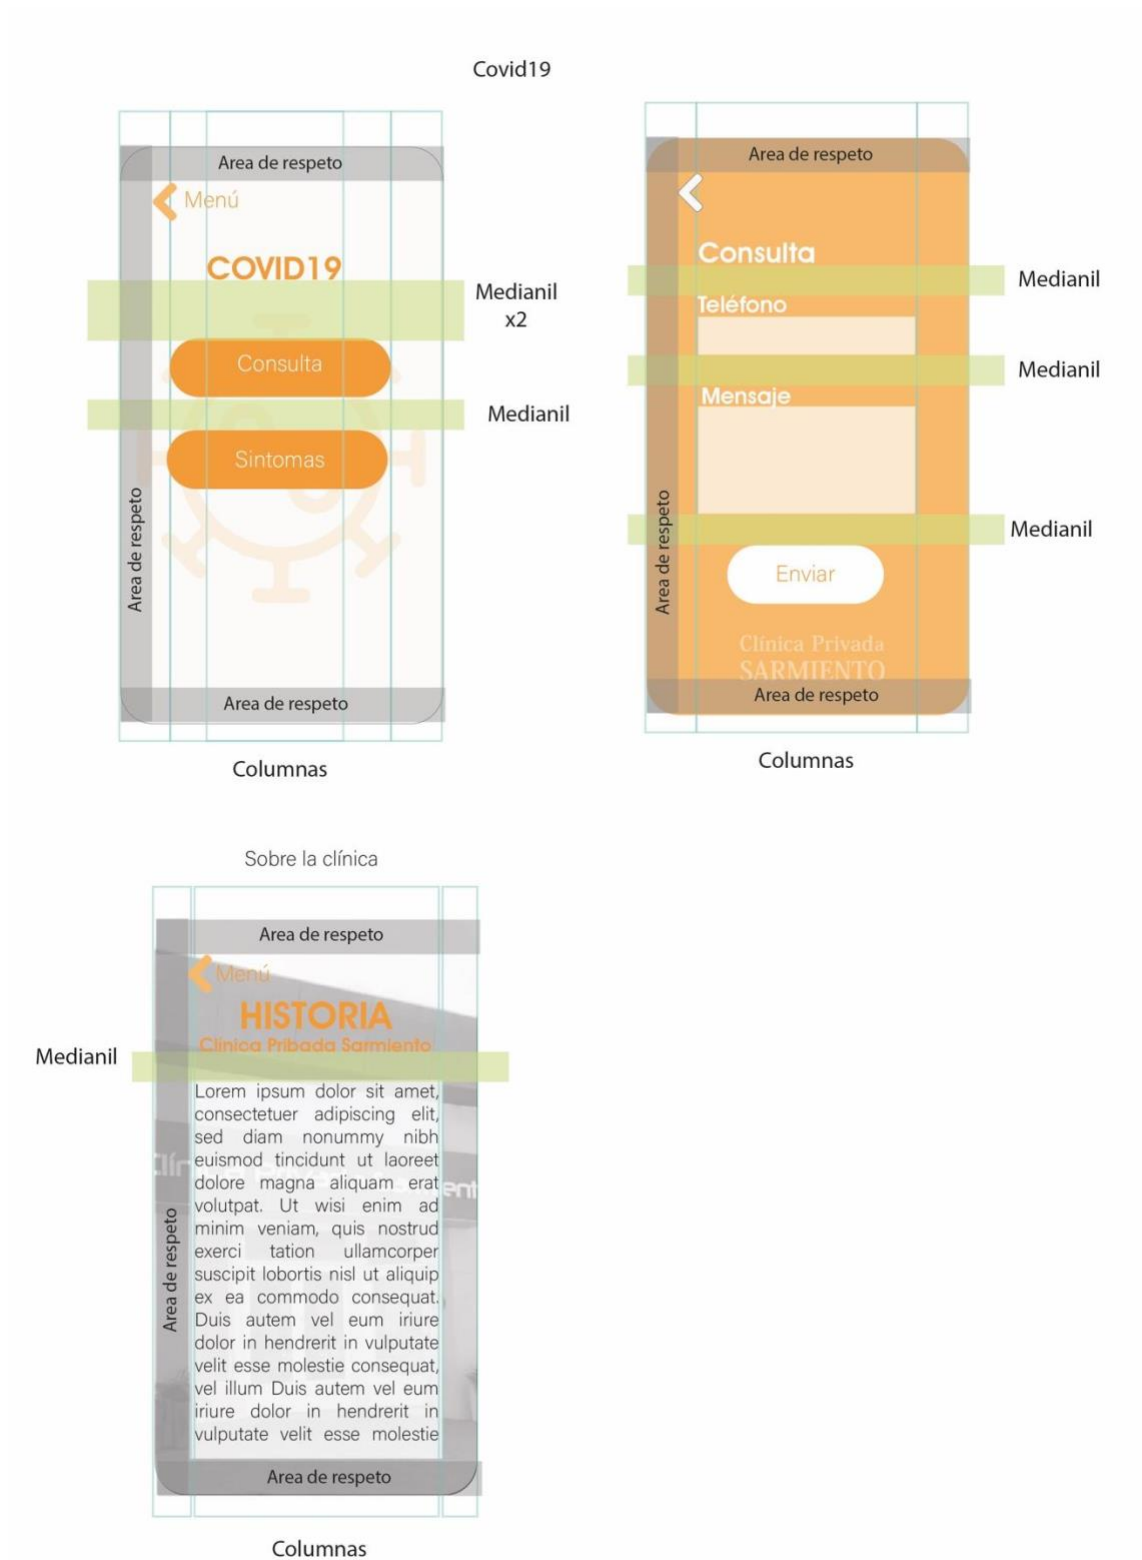 Covid19
Area de respeto
Menú
COVID19
Medianil
x2
Consulta
Medianil
Sintomas
Area de respeto
Area de respeto
Columnas
Area de respeto
Consulta
Medianil
Teléfono
Medianil
Mensaje
Medianil
Area de respeto
Enviar
Clínica Privada
SARMIENTO
Area de respeto
Columnas
Sobre la clínica
Area de respeto
Menú
HISTORIA
Clínica Pribada Sarmiento
Medianil
Lorem ipsum dolor sit amet,
consectetuer adipiscing elit,
sed diam nonummy nibh
euismod tincidunt ut laoreet
dolore magna aliquam erat
volutpat. Ut wisi enim ad
minim veniam, quis nostrud
exerci tation ullamcorper
suscipit lobortis nisl ut aliquip
ex ea commodo consequat.
Duis autem vel eum iriure
dolor in hendrerit in vulputate
velit esse molestie consequat,
vel illum Duis autem vel eum
iriure dolor in hendrerit in
vulputate velit esse molestie
Area de respeto
Area de respeto
Columnas